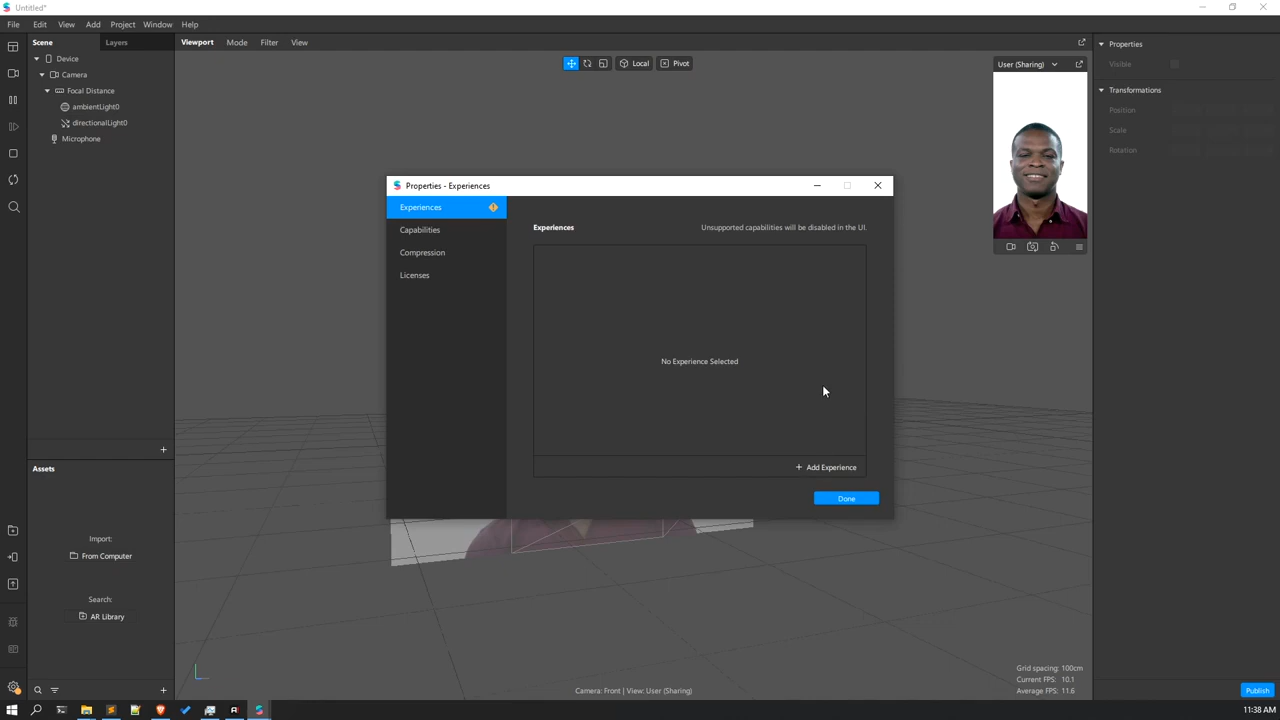 Untitled*
File Edit View Add Project Window Help
Scene Layers
Device
Camera
Focal Distance
ambientLight0
directionalLight0
Microphone
Assets
Import:
From Computer
Search:
AR Library
Viewport Mode Filter View
Local Pivot
User (Sharing)
Properties - Experiences
Experiences
Capabilities
Compression
Licenses
Experiences Unsupported capabilities will be disabled in the UI.
No Experience Selected
+ Add Experience
Done
Grid spacing: 100cm
Current FPS: 10.1
Average FPS: 11.6
Camera: Front | View: User (Sharing)
Properties
Visible
Transformations
Position
Scale
Rotation
Publish
11:38 AM